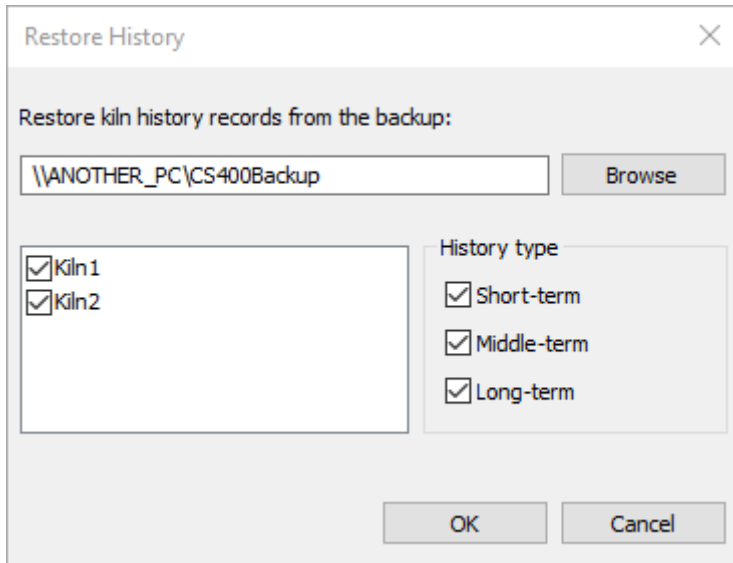 Restore History
Restore kiln history records from the backup:
\\ANOTHER_PC\CS400Backup
Browse
Kiln1
Kiln2
History type
Short-term
Middle-term
Long-term
OK
Cancel